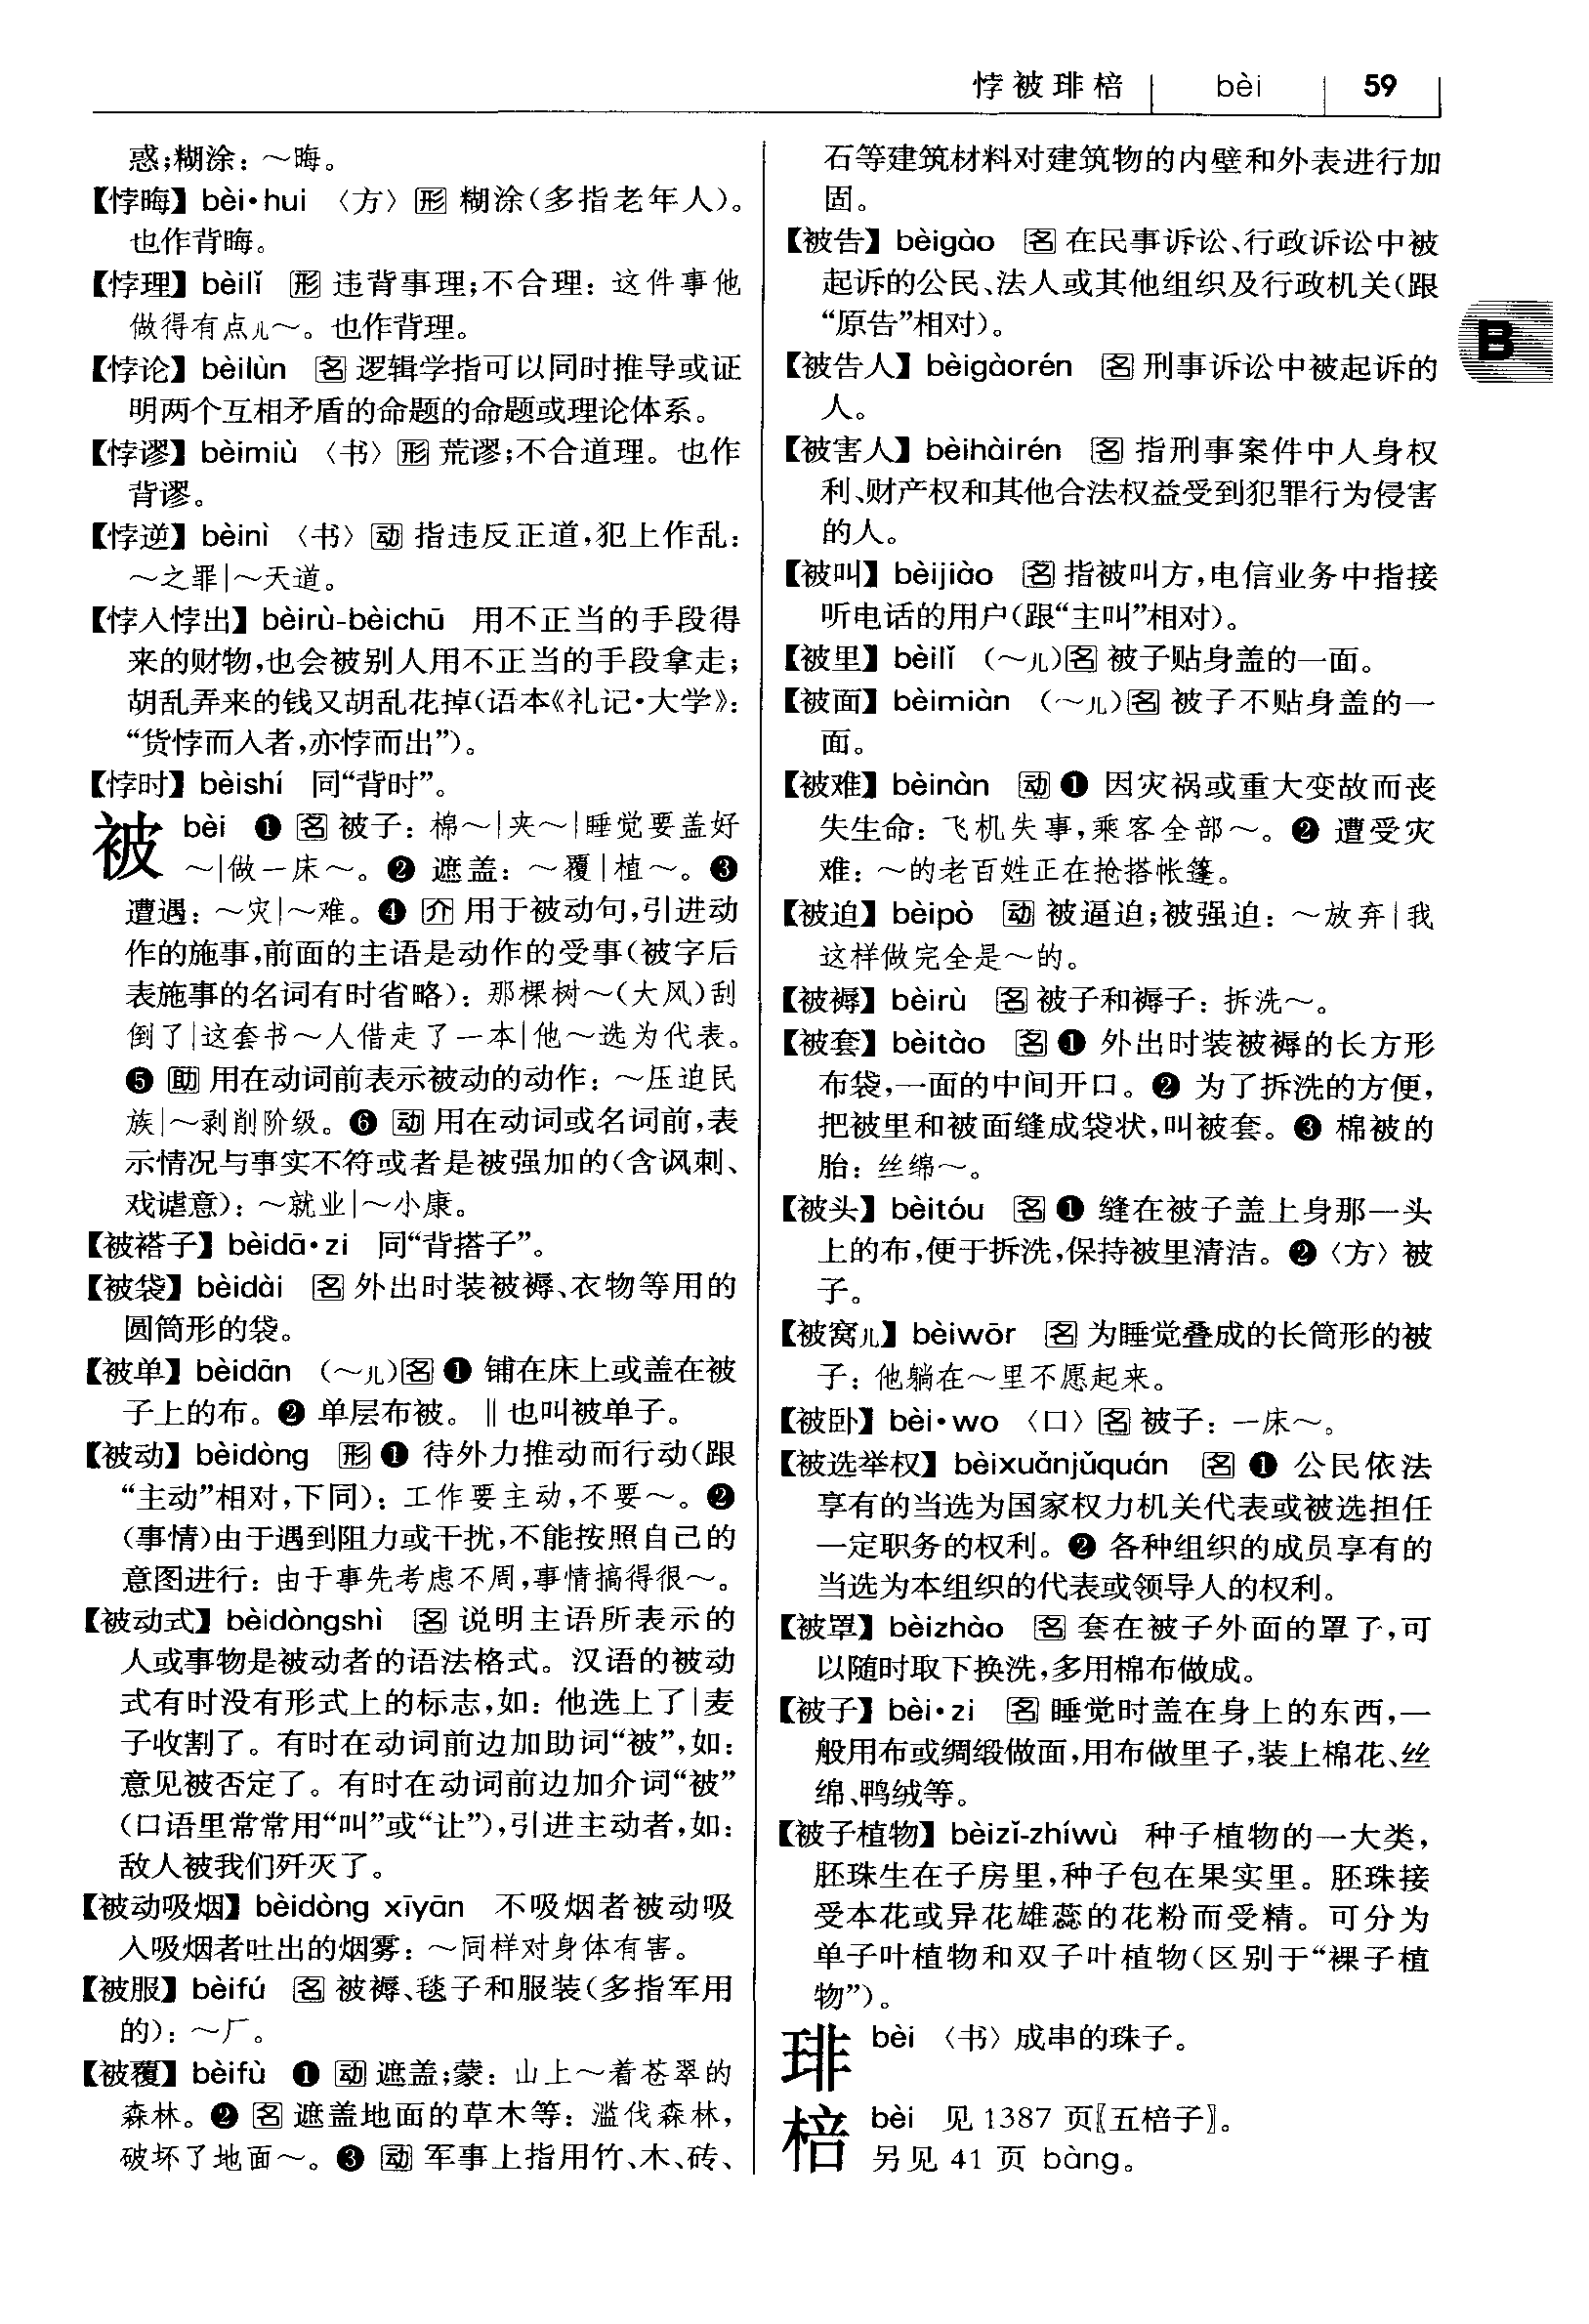 悖被琲棓 bèi 59
惑;糊涂：～晦。
【悖晦】bèi·hui 〈方〉形 糊涂(多指老年人)。
也作背晦。
【悖理】bèilǐ 形 违背事理;不合理：这件事他
做得有点儿～。也作背理。
【悖论】bèilùn 名 逻辑学指可以同时推导或证
明两个互相矛盾的命题的命题或理论体系。
【悖谬】bèimiù 〈书〉形 荒谬;不合道理。也作
背谬。
【悖逆】bèinì 〈书〉动 指违反正道,犯上作乱：
～之罪|～天道。
【悖入悖出】bèirù-bèichū 用不正当的手段得
来的财物,也会被别人用不正当的手段拿走;
胡乱弄来的钱又胡乱花掉(语本《礼记·大学》：
“货悖而入者,亦悖而出”)。
【悖时】bèishí 同“背时”。
被 bèi ❶ 名 被子：棉～|夹～|睡觉要盖好
～|做一床～。❷ 遮盖：～覆|植～。❸
遭遇：～灾|～难。❹ 介 用于被动句,引进动
作的施事,前面的主语是动作的受事(被字后
表施事的名词有时省略)：那棵树～(大风)刮
倒了|这套书～人借走了一本|他～选为代表。
❺ 助 用在动词前表示被动的动作：～压迫民
族|～剥削阶级。❻ 动 用在动词或名词前,表
示情况与事实不符或者是被强加的(含讽刺、
戏谑意)：～就业|～小康。
【被褡子】bèidā·zi 同“背搭子”。
【被袋】bèidài 名 外出时装被褥、衣物等用的
圆筒形的袋。
【被单】bèidān (～儿)名 ❶ 铺在床上或盖在被
子上的布。❷ 单层布被。‖也叫被单子。
【被动】bèidòng 形 ❶ 待外力推动而行动(跟
“主动”相对,下同)：工作要主动,不要～。❷
(事情)由于遇到阻力或干扰,不能按照自己的
意图进行：由于事先考虑不周,事情搞得很～。
【被动式】bèidòngshì 名 说明主语所表示的
人或事物是被动者的语法格式。汉语的被动
式有时没有形式上的标志,如：他选上了|麦
子收割了。有时在动词前边加助词“被”,如：
意见被否定了。有时在动词前边加介词“被”
(口语里常常用“叫”或“让”),引进主动者,如：
敌人被我们歼灭了。
【被动吸烟】bèidòng xīyān 不吸烟者被动吸
入吸烟者吐出的烟雾：～同样对身体有害。
【被服】bèifú 名 被褥、毯子和服装(多指军用
的)：～厂。
【被覆】bèifù ❶ 动 遮盖;蒙：山上～着苍翠的
森林。❷ 名 遮盖地面的草木等：滥伐森林,
破坏了地面～。❸ 动 军事上指用竹、木、砖、
石等建筑材料对建筑物的内壁和外表进行加
固。
【被告】bèigào 名 在民事诉讼、行政诉讼中被
起诉的公民、法人或其他组织及行政机关(跟
“原告”相对)。
【被告人】bèigàorén 名 刑事诉讼中被起诉的
人。
【被害人】bèihàirén 名 指刑事案件中人身权
利、财产权和其他合法权益受到犯罪行为侵害
的人。
【被叫】bèijiào 名 指被叫方,电信业务中指接
听电话的用户(跟“主叫”相对)。
【被里】bèilǐ (～儿)名 被子贴身盖的一面。
【被面】bèimiàn (～儿)名 被子不贴身盖的一
面。
【被难】bèinàn 动 ❶ 因灾祸或重大变故而丧
失生命：飞机失事,乘客全部～。❷ 遭受灾
难：～的老百姓正在抢搭帐篷。
【被迫】bèipò 动 被逼迫;被强迫：～放弃|我
这样做完全是～的。
【被褥】bèirù 名 被子和褥子：拆洗～。
【被套】bèitào 名 ❶ 外出时装被褥的长方形
布袋,一面的中间开口。❷ 为了拆洗的方便,
把被里和被面缝成袋状,叫被套。❸ 棉被的
胎：丝绵～。
【被头】bèitóu 名 ❶ 缝在被子盖上身那一头
上的布,便于拆洗,保持被里清洁。❷〈方〉被
子。
【被窝儿】bèiwōr 名 为睡觉叠成的长筒形的被
子：他躺在～里不愿起来。
【被卧】bèi·wo 〈口〉名 被子：一床～。
【被选举权】bèixuǎnjǔquán 名 ❶ 公民依法
享有的当选为国家权力机关代表或被选担任
一定职务的权利。❷ 各种组织的成员享有的
当选为本组织的代表或领导人的权利。
【被罩】bèizhào 名 套在被子外面的罩子,可
以随时取下换洗,多用棉布做成。
【被子】bèi·zi 名 睡觉时盖在身上的东西,一
般用布或绸缎做面,用布做里子,装上棉花、丝
绵、鸭绒等。
【被子植物】bèizǐ-zhíwù 种子植物的一大类,
胚珠生在子房里,种子包在果实里。胚珠接
受本花或异花雄蕊的花粉而受精。可分为
单子叶植物和双子叶植物(区别于“裸子植
物”)。
琲 bèi 〈书〉成串的珠子。
棓 bèi 见 1387 页〖五棓子〗。
另见 41 页 bàng。
B